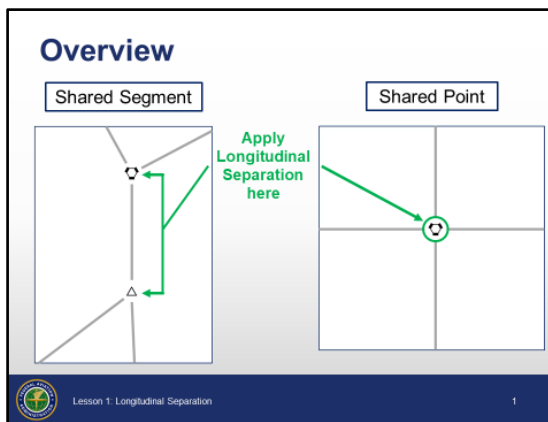 Overview
Shared Segment
Shared Point
Apply
Longitudinal
Separation
here
Lesson 1: Longitudinal Separation
1